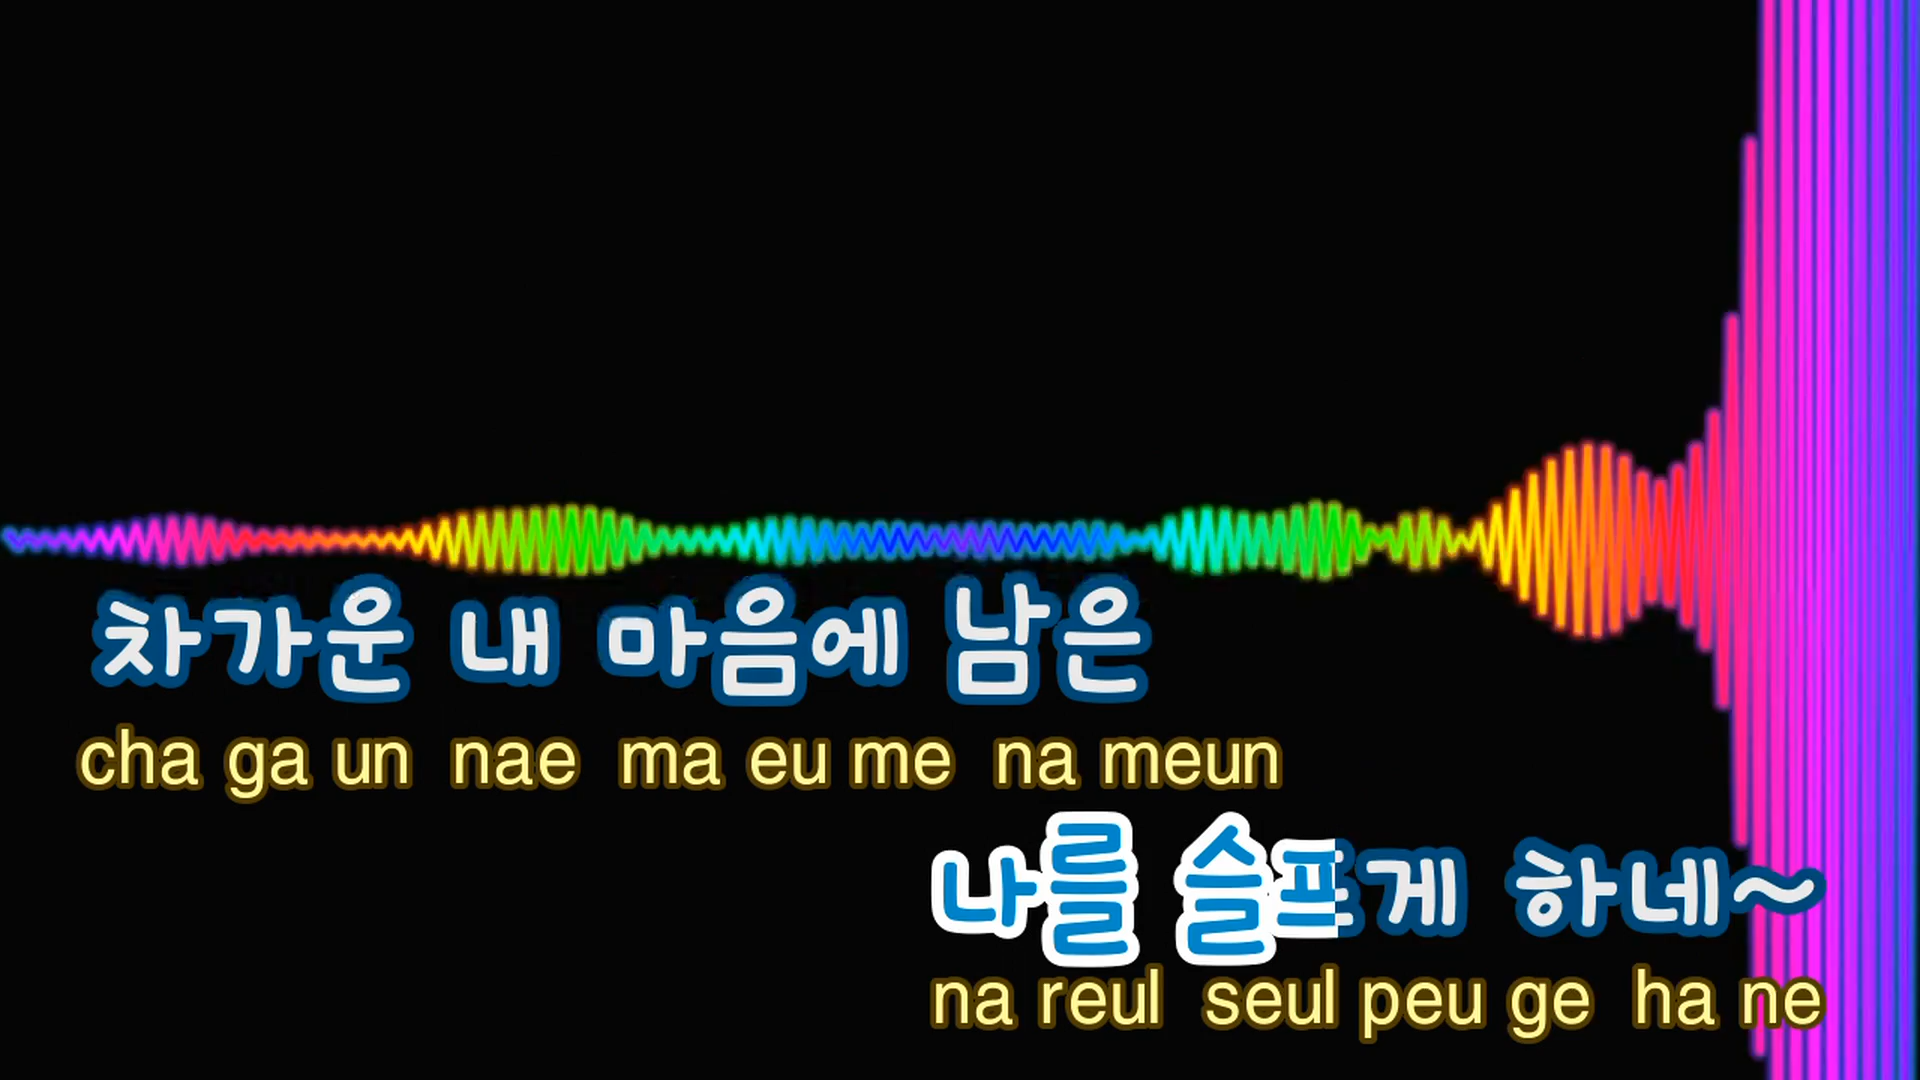 차가운 내 마음에 남은
cha ga un nae ma eu me na meun
나를 슬프게 하네~
na reul seul peu ge ha ne